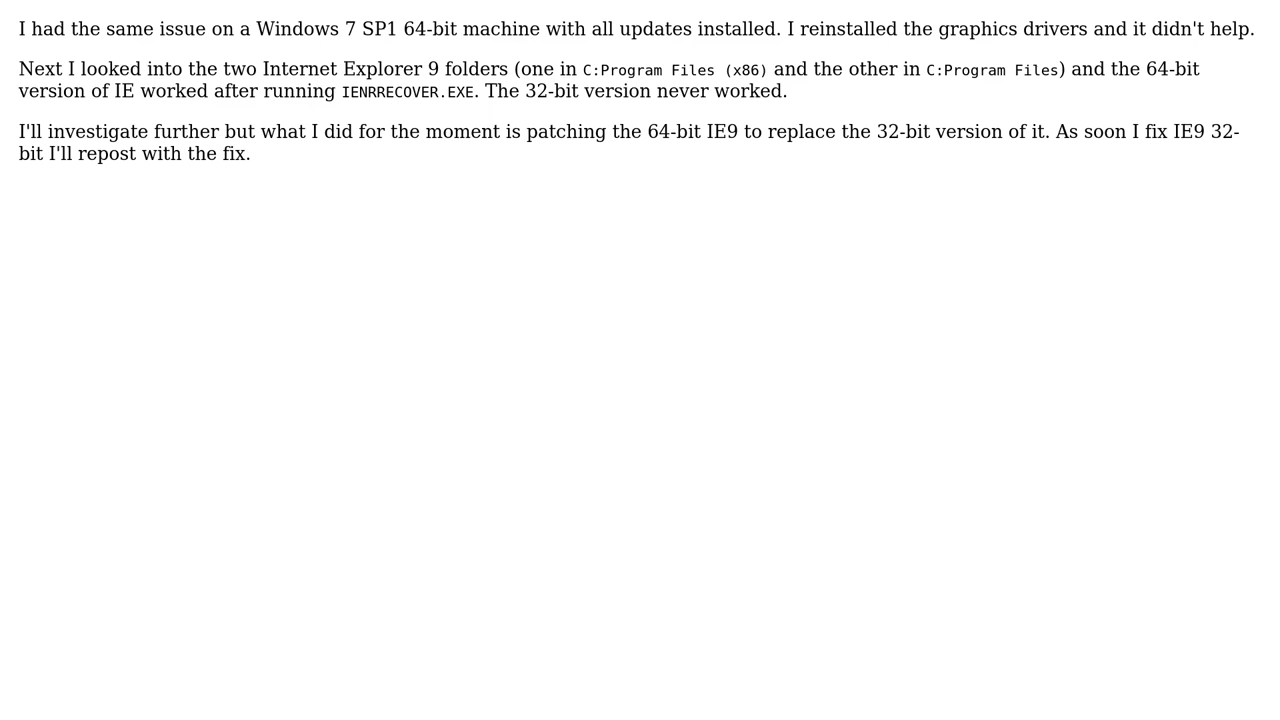 I had the same issue on a Windows 7 SP1 64-bit machine with all updates installed. I reinstalled the graphics drivers and it didn't help.
Next I looked into the two Internet Explorer 9 folders (one in C:Program Files (x86) and the other in C:Program Files) and the 64-bit
version of IE worked after running IENRRECOVER.EXE. The 32-bit version never worked.
I'll investigate further but what I did for the moment is patching the 64-bit IE9 to replace the 32-bit version of it. As soon I fix IE9 32-
bit I'll repost with the fix.